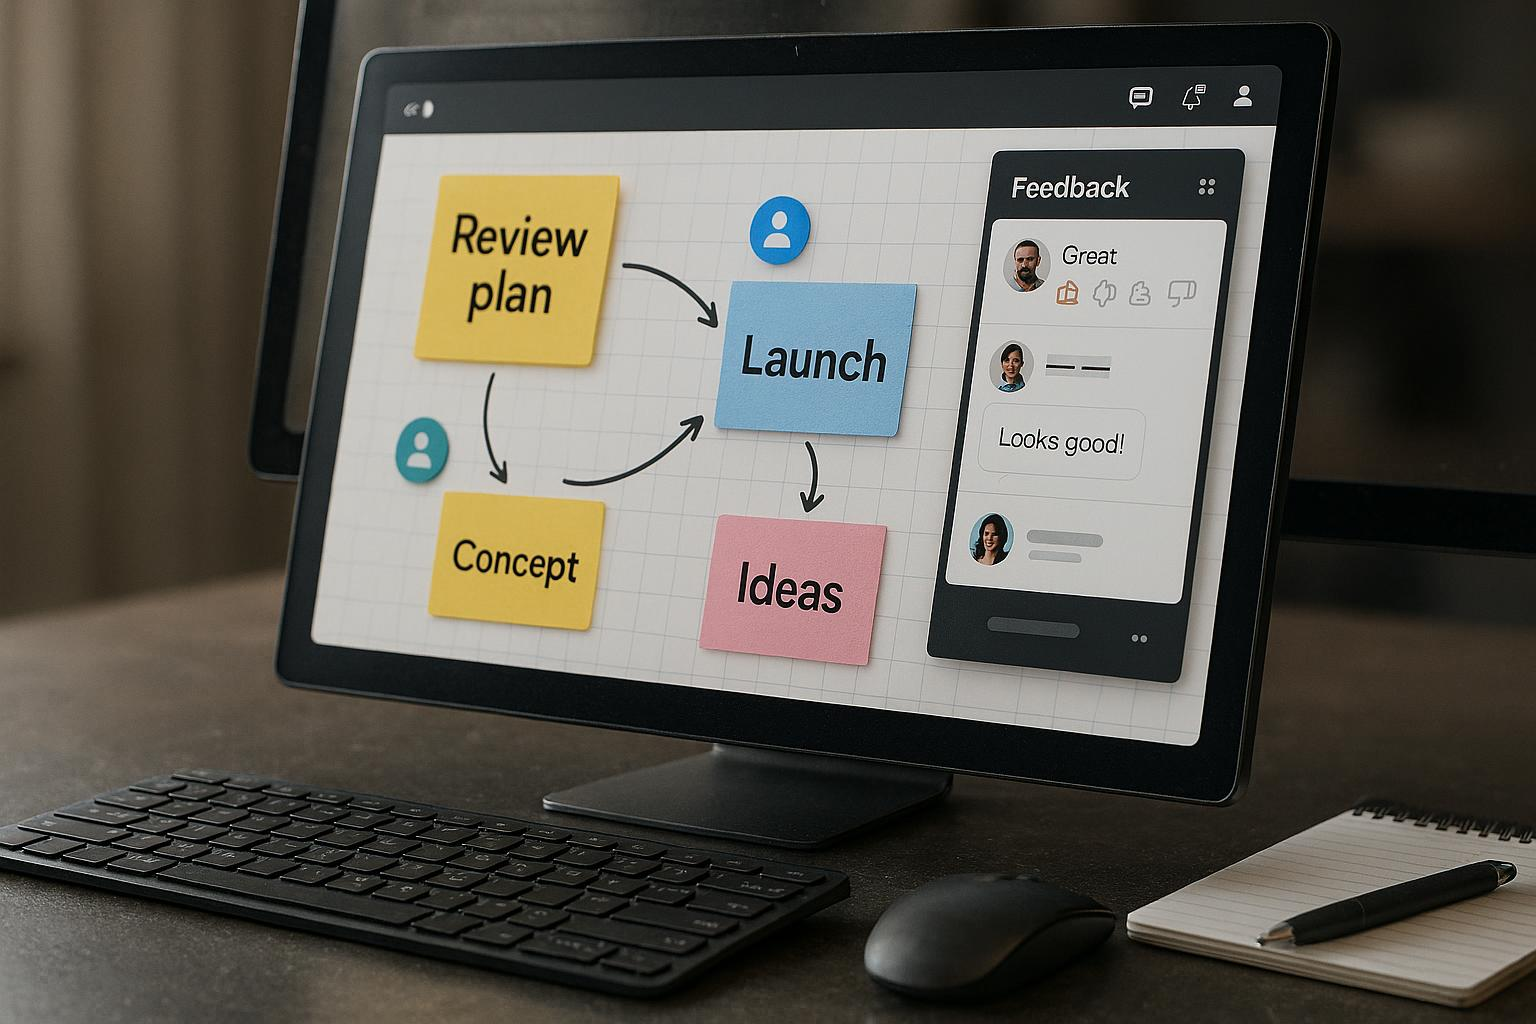 Review
plan
Launch
Concept
Ideas
Feedback
Great
Looks good!